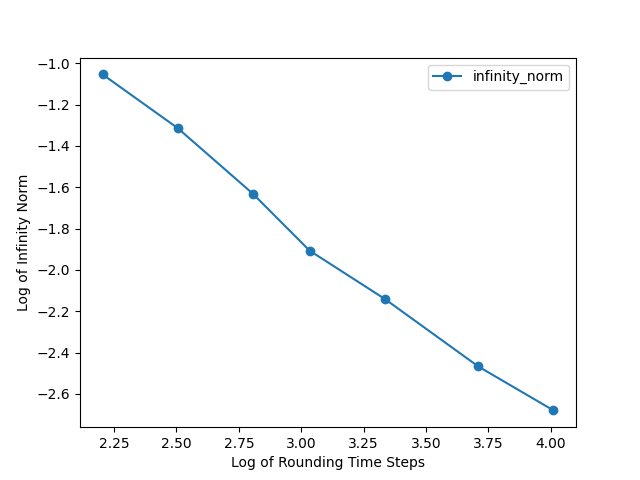 infinity_norm
Log of Infinity Norm
−1.0
−1.2
−1.4
−1.6
−1.8
−2.0
−2.2
−2.4
−2.6
2.25 2.50 2.75 3.00 3.25 3.50 3.75 4.00
Log of Rounding Time Steps